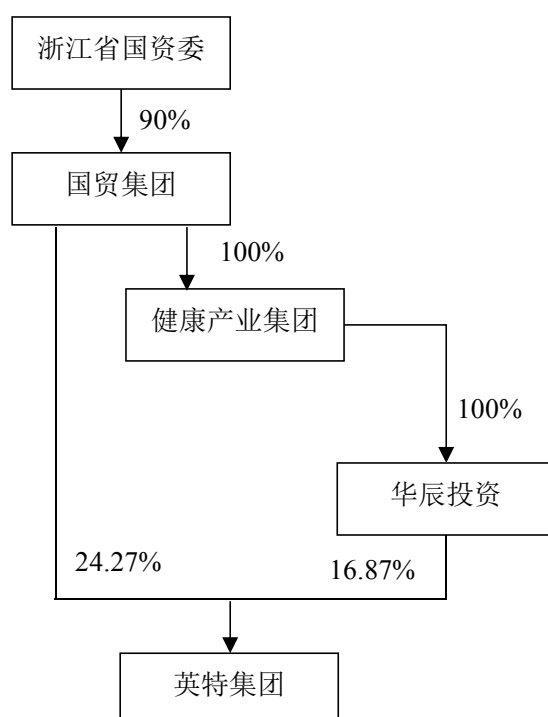 浙江省国资委
90%
国贸集团
100%
健康产业集团
100%
华辰投资
24.27%
16.87%
英特集团